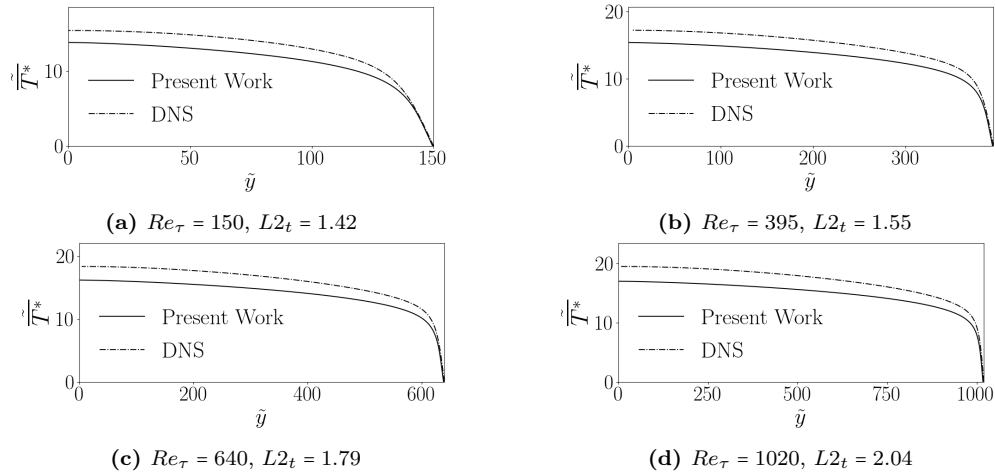 10
0
T̃*
Present Work
DNS
0
50
100
150
ỹ
(a) Reτ = 150, L2t = 1.42
20
10
0
T̃*
Present Work
DNS
0
100
200
300
ỹ
(b) Reτ = 395, L2t = 1.55
20
10
0
T̃*
Present Work
DNS
0
200
400
600
ỹ
(c) Reτ = 640, L2t = 1.79
20
10
0
T̃*
Present Work
DNS
0
250
500
750
1000
ỹ
(d) Reτ = 1020, L2t = 2.04